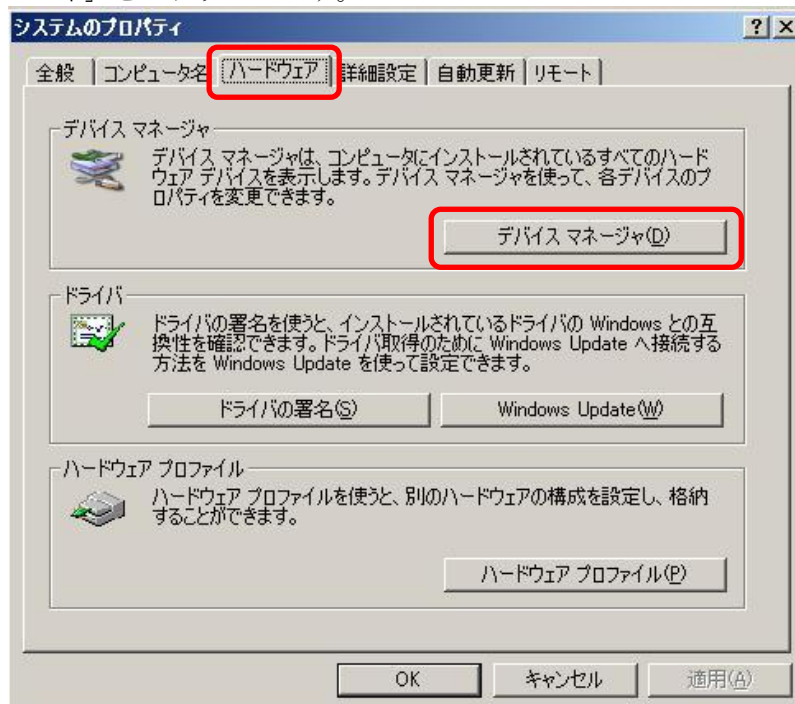 システムのプロパティ
全般 コンピュータ名 ハードウェア 詳細設定 自動更新 リモート
デバイス マネージャ
デバイス マネージャは、コンピュータにインストールされているすべてのハード
ウェア デバイスを表示します。デバイス マネージャを使って、各デバイスのプ
ロパティを変更できます。
デバイス マネージャ(D)
ドライバ
ドライバの署名を使うと、インストールされているドライバの Windows との互
換性を確認できます。ドライバ取得のために Windows Update へ接続する
方法を Windows Update を使って設定できます。
ドライバの署名(S) Windows Update(W)
ハードウェア プロファイル
ハードウェア プロファイルを使うと、別のハードウェアの構成を設定し、格納
することができます。
ハードウェア プロファイル(P)
OK キャンセル 適用(A)